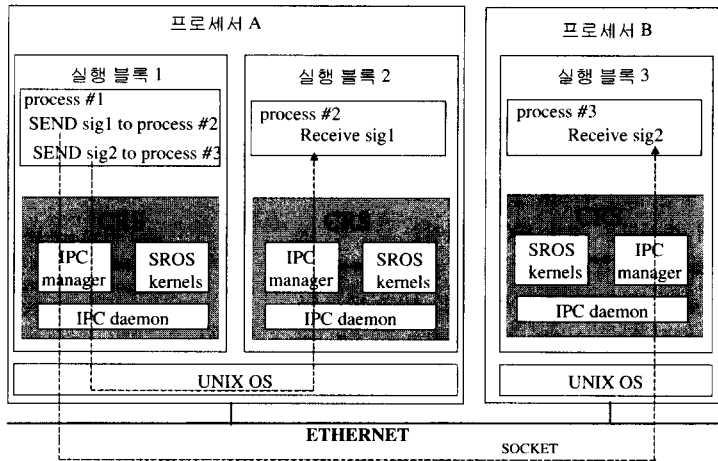 프로세서 A
프로세서 B
실행 블록 1
실행 블록 2
실행 블록 3
process #1
SEND sig1 to process #2
SEND sig2 to process #3
process #2
Receive sig1
process #3
Receive sig2
CRS
IPC manager
SROS kernels
IPC daemon
CRS
IPC manager
SROS kernels
IPC daemon
CRS
SROS kernels
IPC manager
IPC daemon
UNIX OS
UNIX OS
ETHERNET
SOCKET